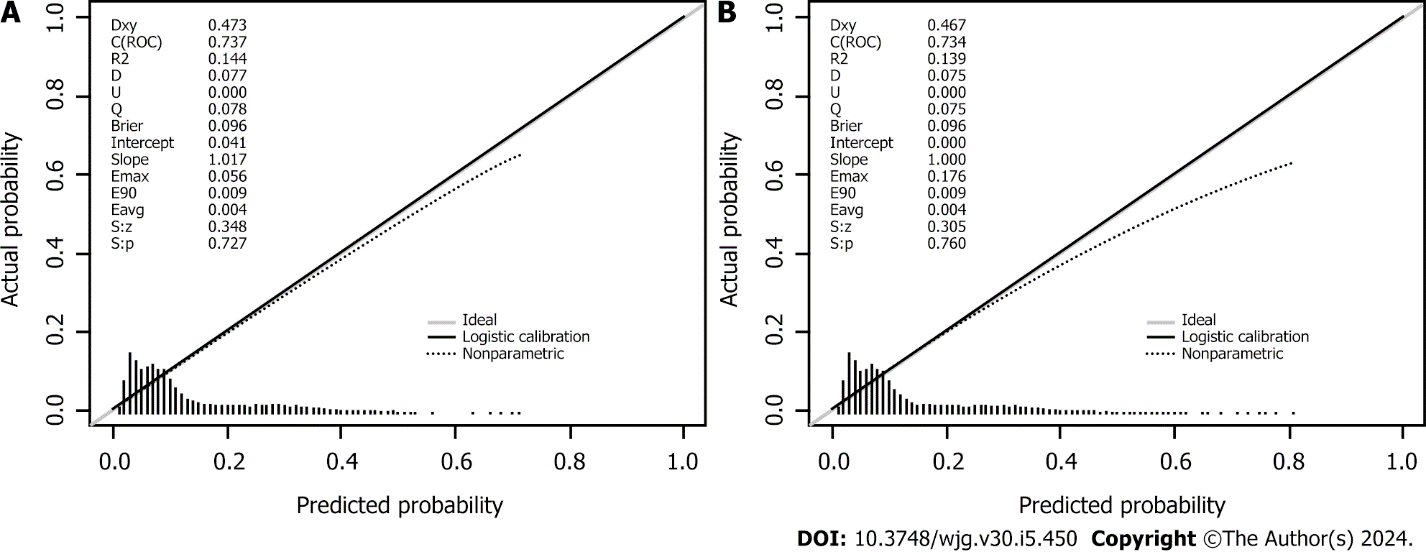 A
Dxy 0.473
C(ROC) 0.737
R2 0.144
D 0.077
U 0.000
Q 0.078
Brier 0.096
Intercept 0.041
Slope 1.017
Emax 0.056
E90 0.009
Eavg 0.004
S:z 0.348
S:p 0.727
Actual probability
1.0
0.8
0.6
0.4
0.2
0.0
Ideal
Logistic calibration
Nonparametric
0.0 0.2 0.4 0.6 0.8 1.0
Predicted probability
B
Dxy 0.467
C(ROC) 0.734
R2 0.139
D 0.075
U 0.000
Q 0.075
Brier 0.096
Intercept 0.000
Slope 1.000
Emax 0.176
E90 0.009
Eavg 0.004
S:z 0.305
S:p 0.760
Actual probability
1.0
0.8
0.6
0.4
0.2
0.0
Ideal
Logistic calibration
Nonparametric
0.0 0.2 0.4 0.6 0.8 1.0
Predicted probability
DOI: 10.3748/wjg.v30.i5.450 Copyright ©The Author(s) 2024.